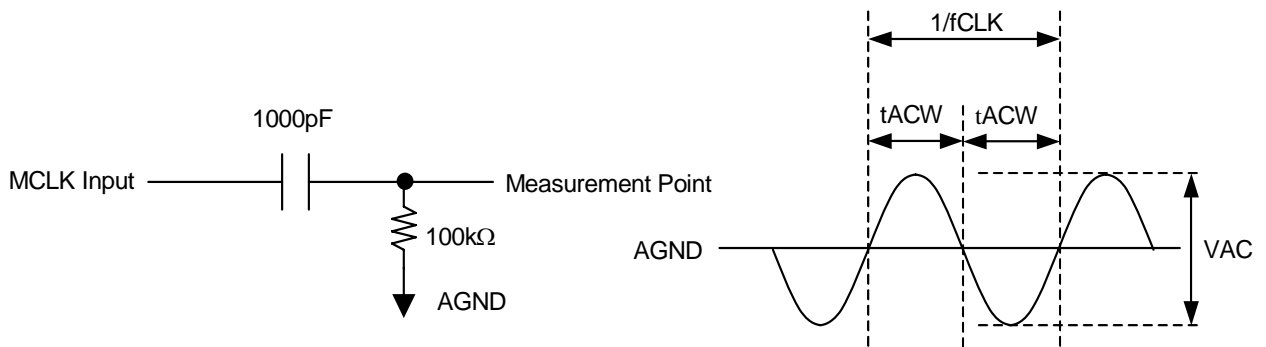 1000pF
MCLK Input
Measurement Point
100kΩ
AGND
1/fCLK
tACW tACW
AGND
VAC